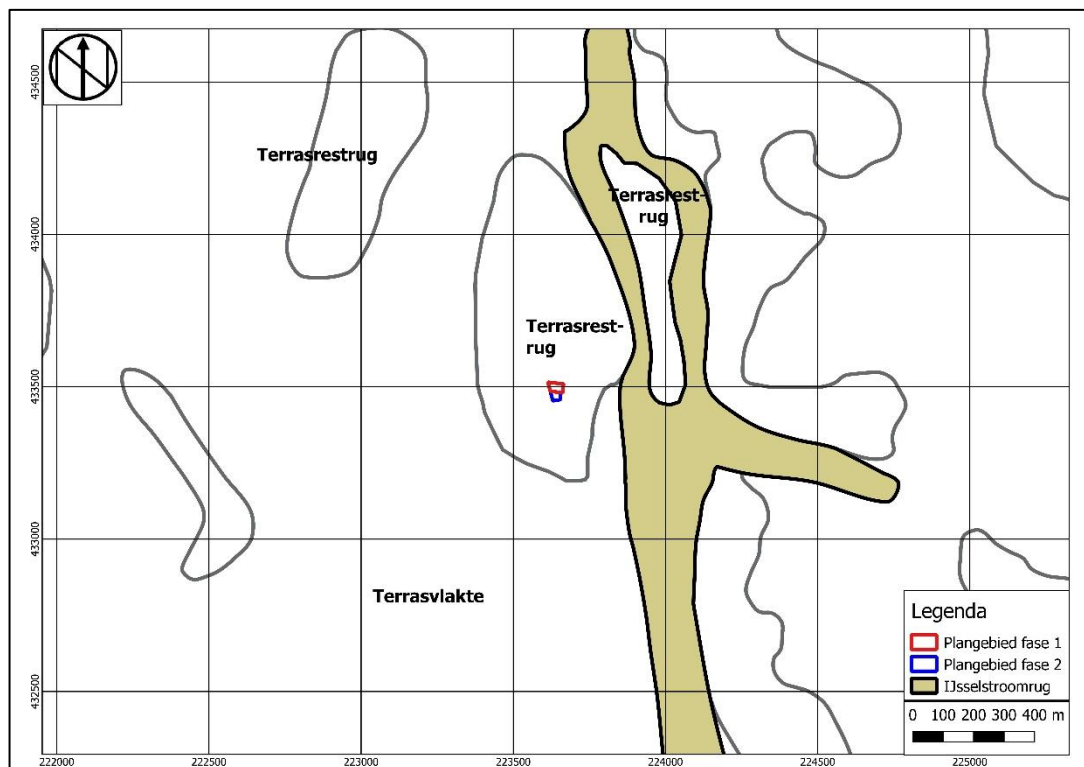 434500
434000
433500
433000
432500
Terrasrestrug
Terrasrest-
rug
Terrasrest-
rug
Terrasvlakte
Legenda
Plangebied fase 1
Plangebied fase 2
IJsselstroomrug
0 100 200 300 400 m
222000 222500 223000 223500 224000 224500 225000